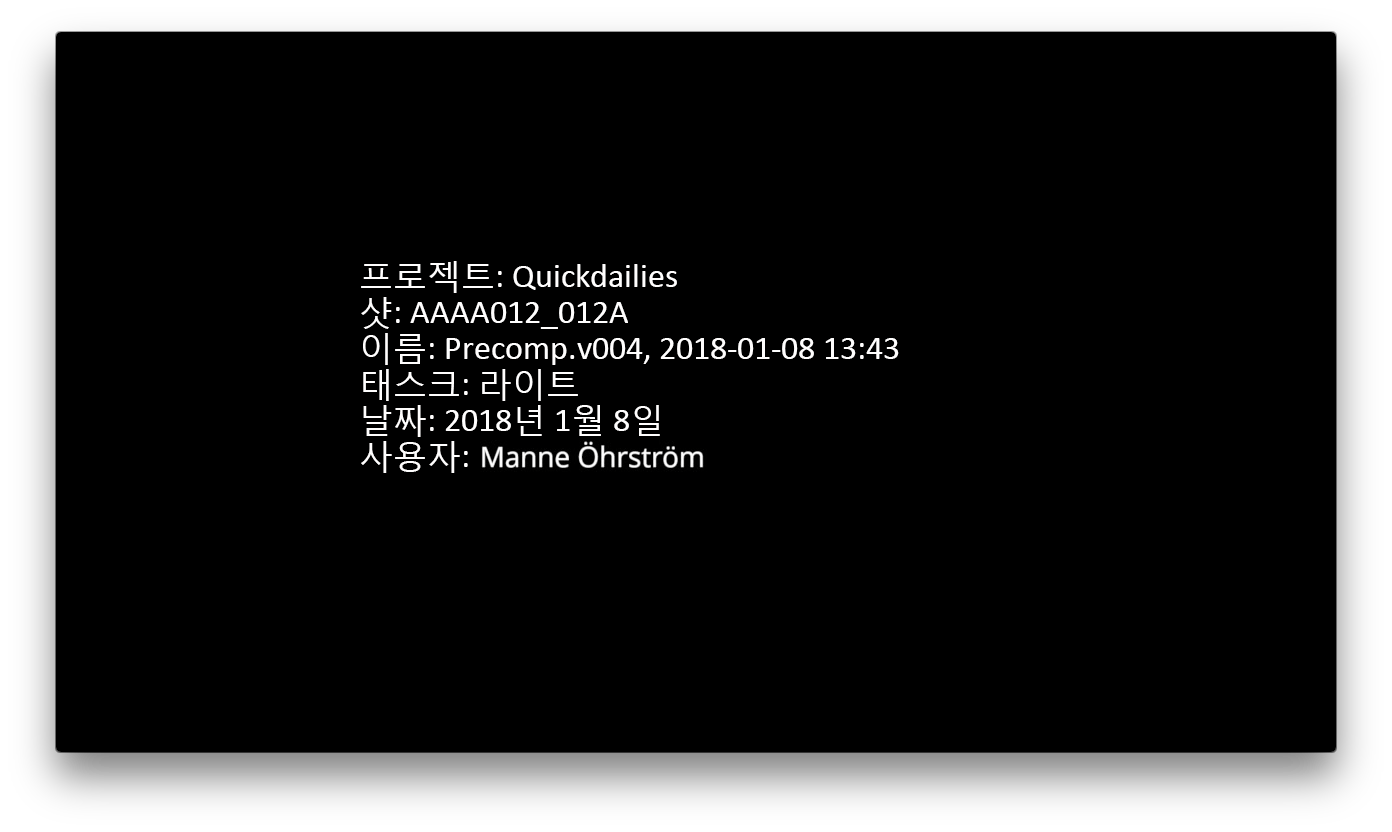 프로젝트: Quickdailies
샷: AAAA012_012A
이름: Precomp.v004, 2018-01-08 13:43
태스크: 라이트
날짜: 2018년 1월 8일
사용자: Manne Öhrström